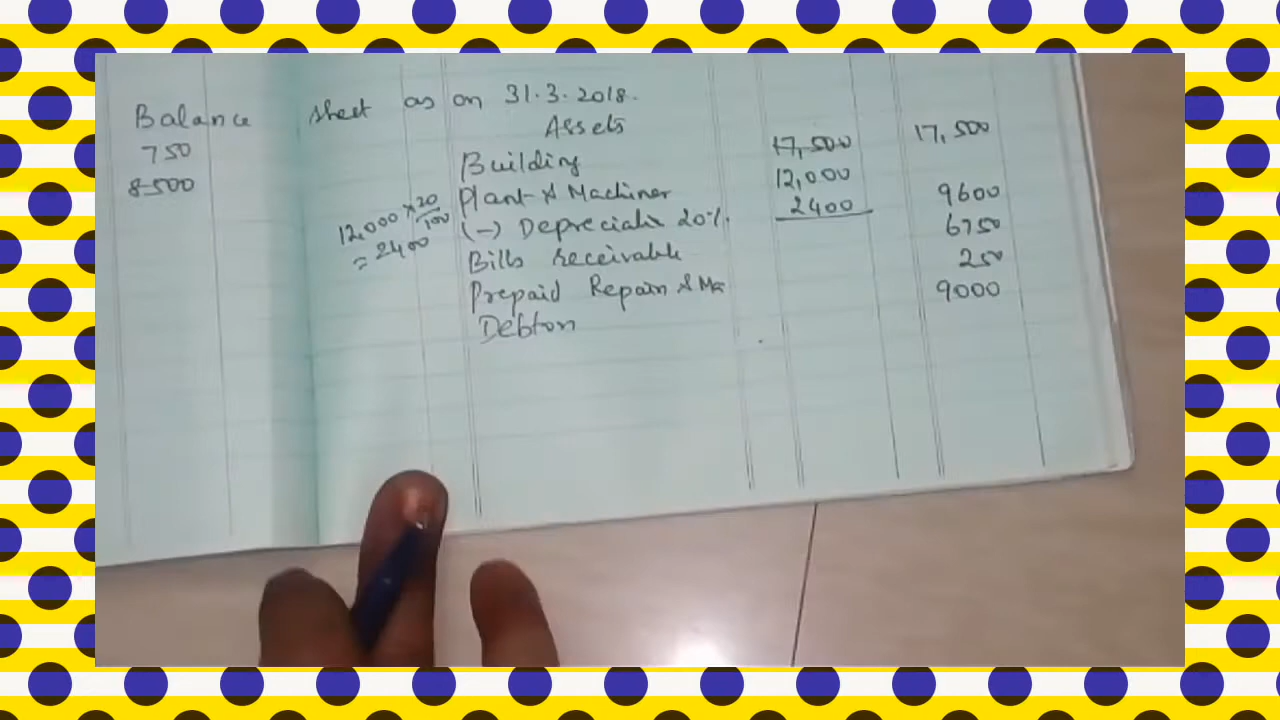 Balance sheet as on 31.3.2018.
Assets
750
8500
Building 17,500 17,500
Plant & Machiner 12,000
(-) Depreciatn 20%. 2400 9600
12,000 × 20/100
= 2400
Bills receivable 6750
Prepaid Repairs & Ma 250
Debtors 9000